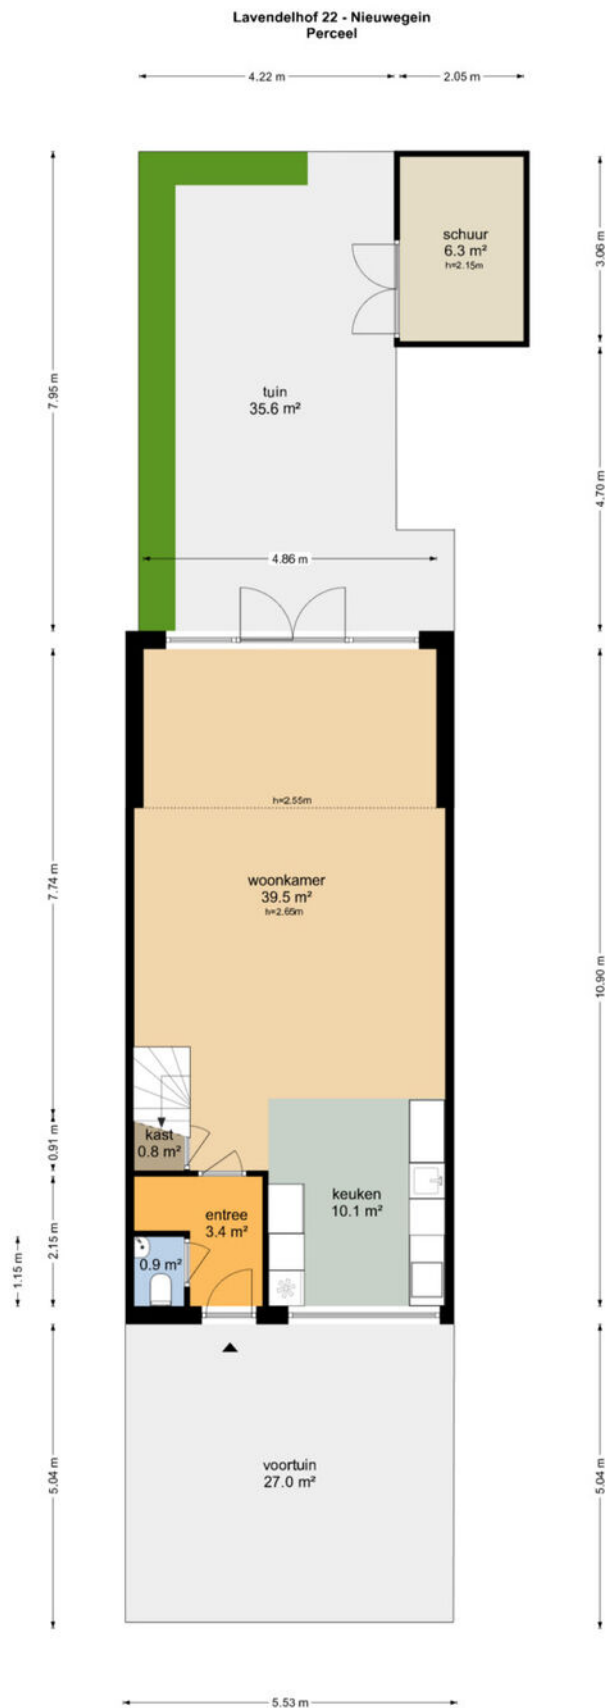 Lavendelhof 22 - Nieuwegein
Perceel
4.22 m
2.05 m
schuur
6.3 m²
h=2.15m
3.06 m
7.95 m
tuin
35.6 m²
4.70 m
4.86 m
h=2.55m
7.74 m
woonkamer
39.5 m²
h=2.65m
10.90 m
kast
0.8 m²
0.91 m
keuken
10.1 m²
entree
3.4 m²
2.15 m
1.15 m
0.9 m²
voortuin
27.0 m²
5.04 m
5.04 m
5.53 m